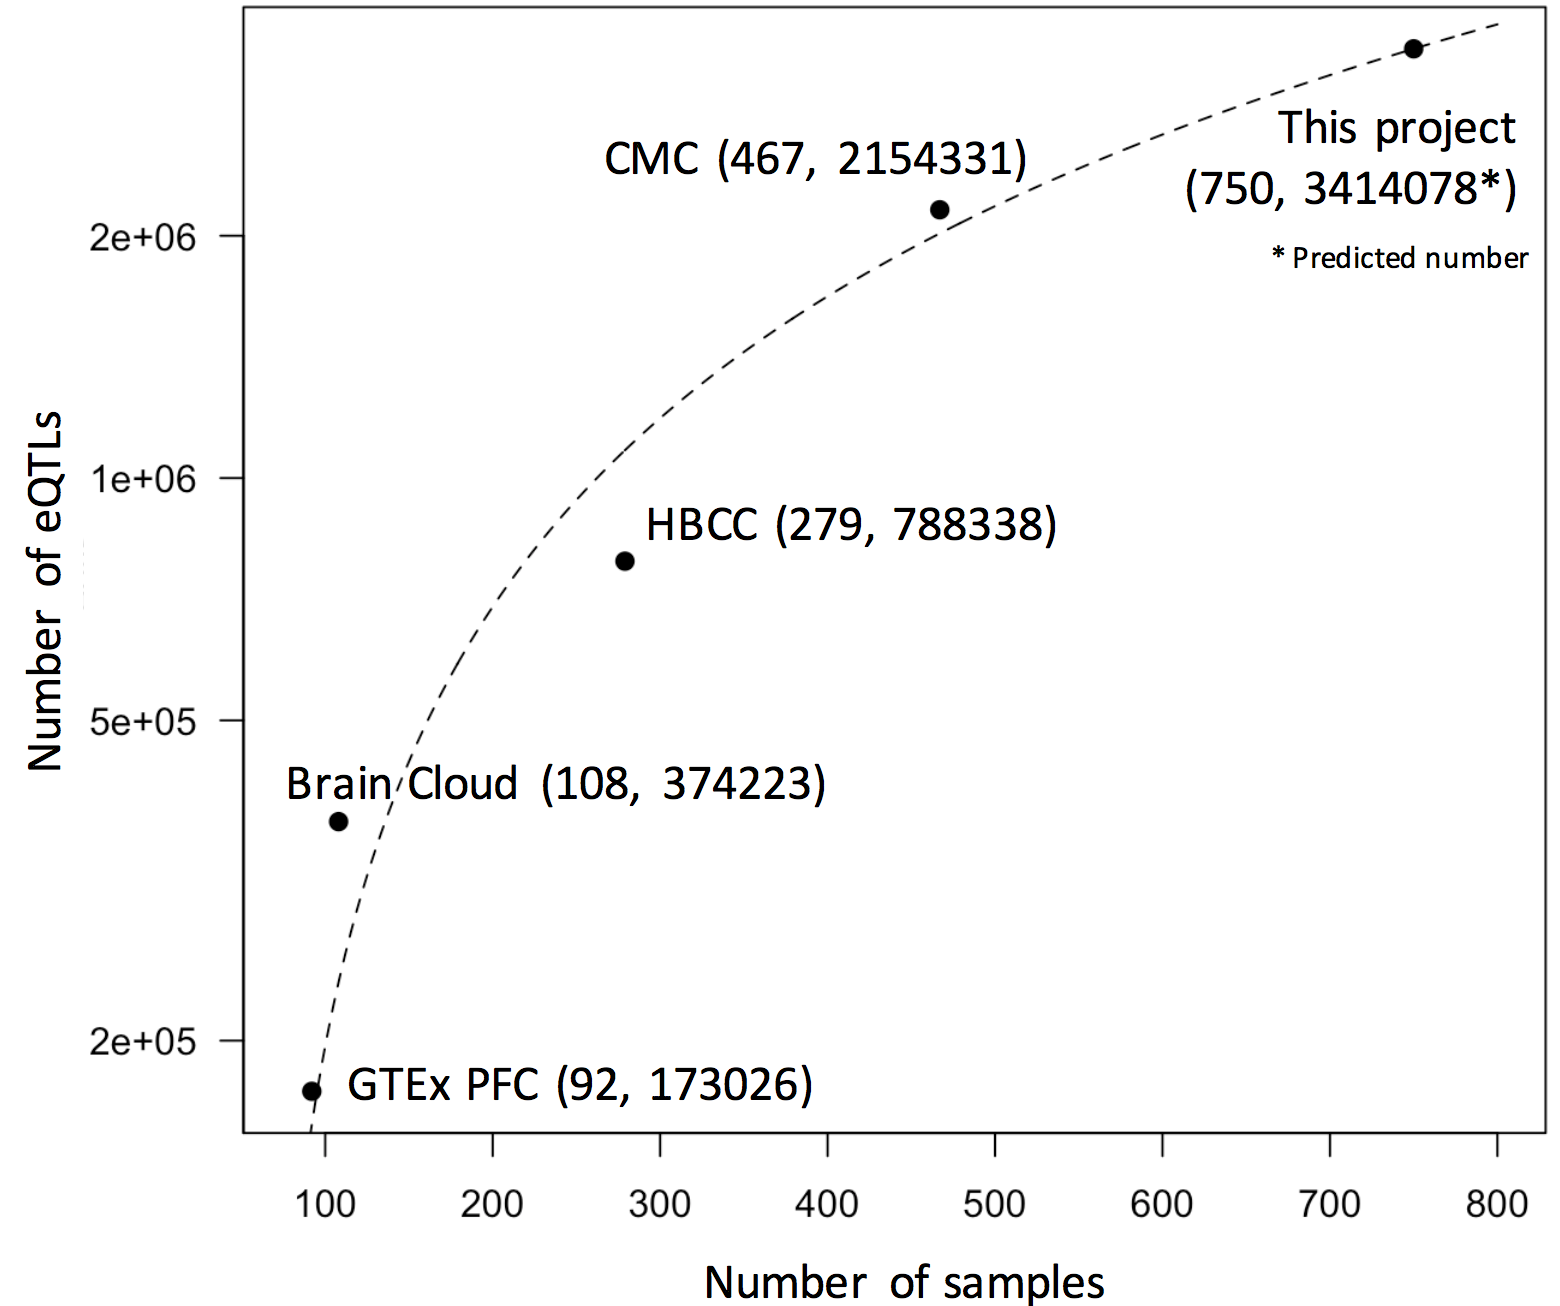 CMC (467, 2154331)
This project
(750, 3414078*)
* Predicted number
2e+06
1e+06
HBCC (279, 788338)
5e+05
Brain Cloud (108, 374223)
2e+05
GTEx PFC (92, 173026)
Number of eQTLs
100 200 300 400 500 600 700 800
Number of samples